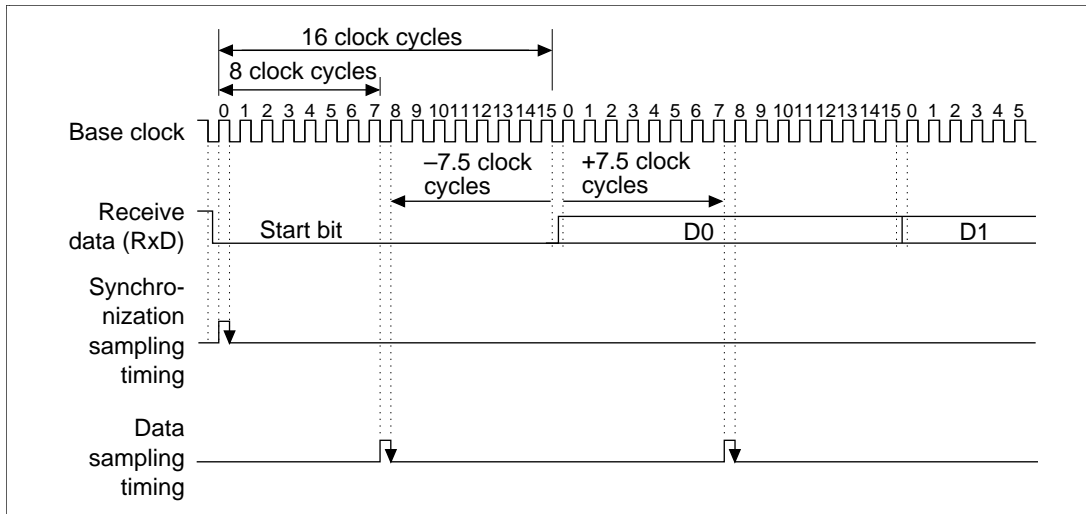 16 clock cycles
8 clock cycles
0 1 2 3 4 5 6 7 8 9 10 11 12 13 14 15 0 1 2 3 4 5 6 7 8 9 10 11 12 13 14 15 0 1 2 3 4 5
Base clock
–7.5 clock
cycles
+7.5 clock
cycles
Receive
data (RxD)
Start bit
D0
D1
Synchro-
nization
sampling
timing
Data
sampling
timing